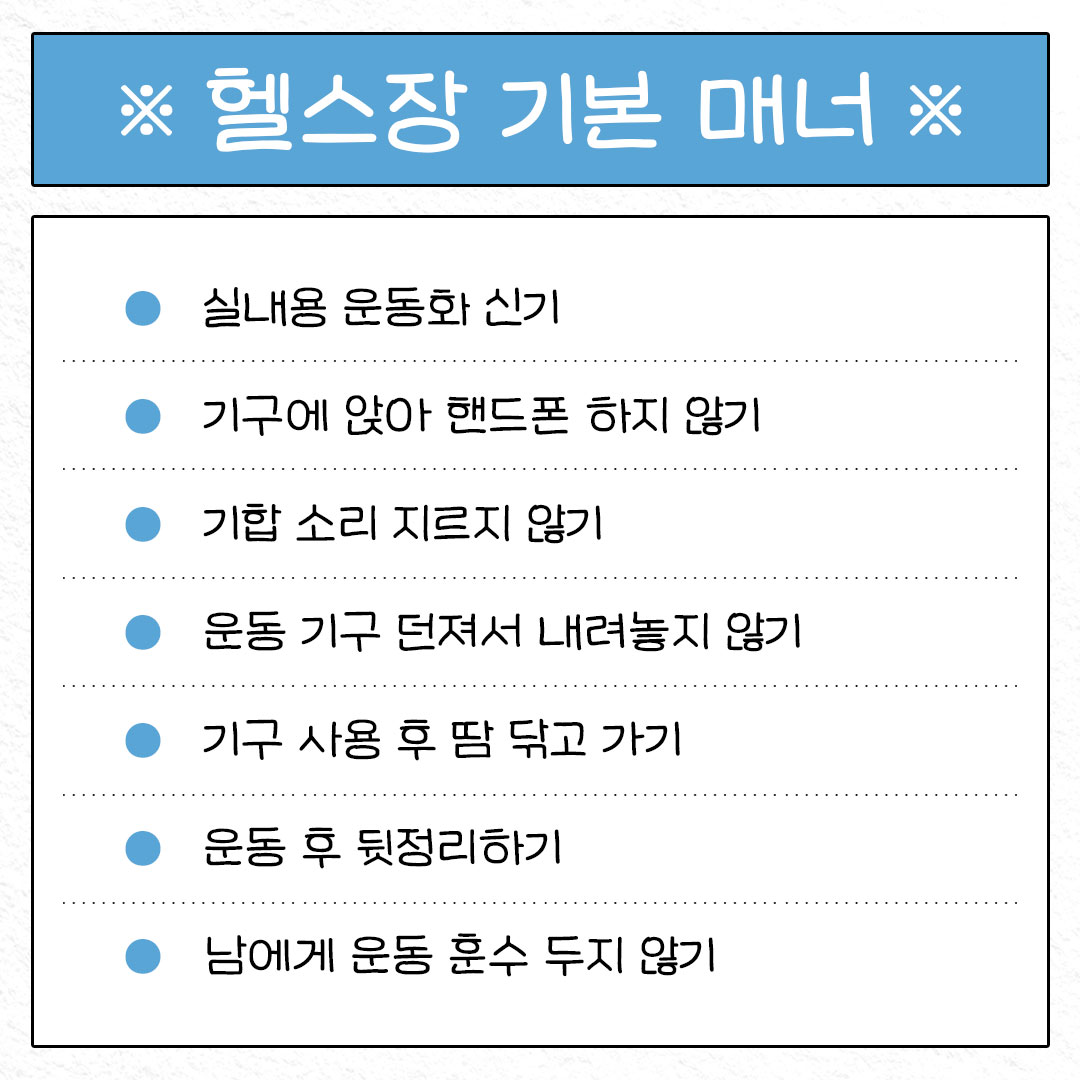 ※ 헬스장 기본 매너 ※
● 실내용 운동화 신기
● 기구에 앉아 핸드폰 하지 않기
● 기합 소리 지르지 않기
● 운동 기구 던져서 내려놓지 않기
● 기구 사용 후 땀 닦고 가기
● 운동 후 뒷정리하기
● 남에게 운동 훈수 두지 않기